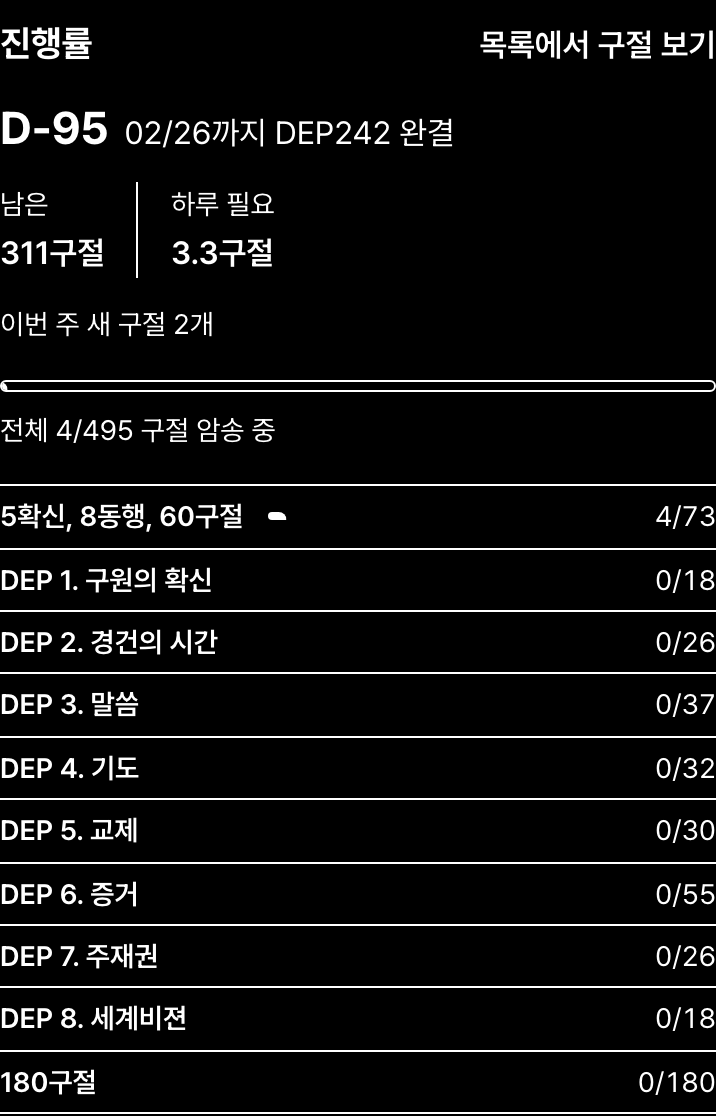 진행률 목록에서 구절 보기
D-95 02/26까지 DEP242 완결
남은 하루 필요
311구절 3.3구절
이번 주 새 구절 2개
전체 4/495 구절 암송 중
5확신, 8동행, 60구절 4/73
DEP 1. 구원의 확신 0/18
DEP 2. 경건의 시간 0/26
DEP 3. 말씀 0/37
DEP 4. 기도 0/32
DEP 5. 교제 0/30
DEP 6. 증거 0/55
DEP 7. 주재권 0/26
DEP 8. 세계비젼 0/18
180구절 0/180